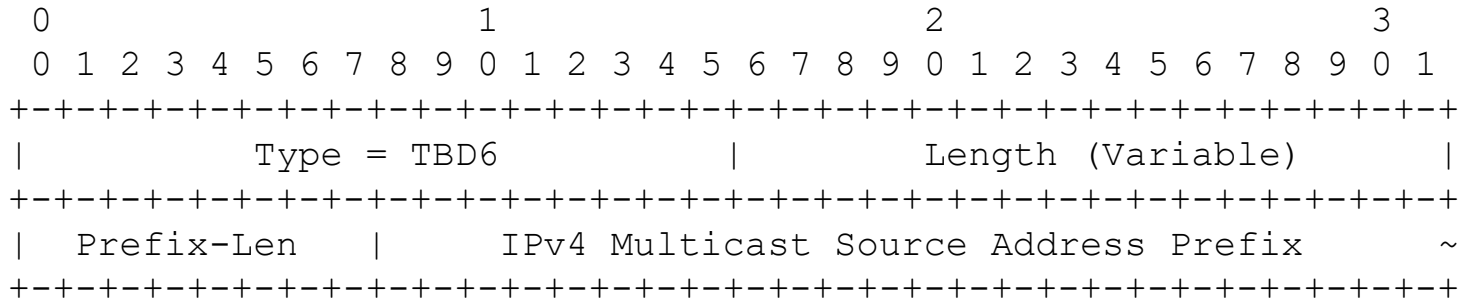 0                   1                   2                   3
 0 1 2 3 4 5 6 7 8 9 0 1 2 3 4 5 6 7 8 9 0 1 2 3 4 5 6 7 8 9 0 1
+-+-+-+-+-+-+-+-+-+-+-+-+-+-+-+-+-+-+-+-+-+-+-+-+-+-+-+-+-+-+-+-+
|          Type = TBD6          |        Length (Variable)      |
+-+-+-+-+-+-+-+-+-+-+-+-+-+-+-+-+-+-+-+-+-+-+-+-+-+-+-+-+-+-+-+-+
|  Prefix-Len   |     IPv4 Multicast Source Address Prefix      ~
+-+-+-+-+-+-+-+-+-+-+-+-+-+-+-+-+-+-+-+-+-+-+-+-+-+-+-+-+-+-+-+-+